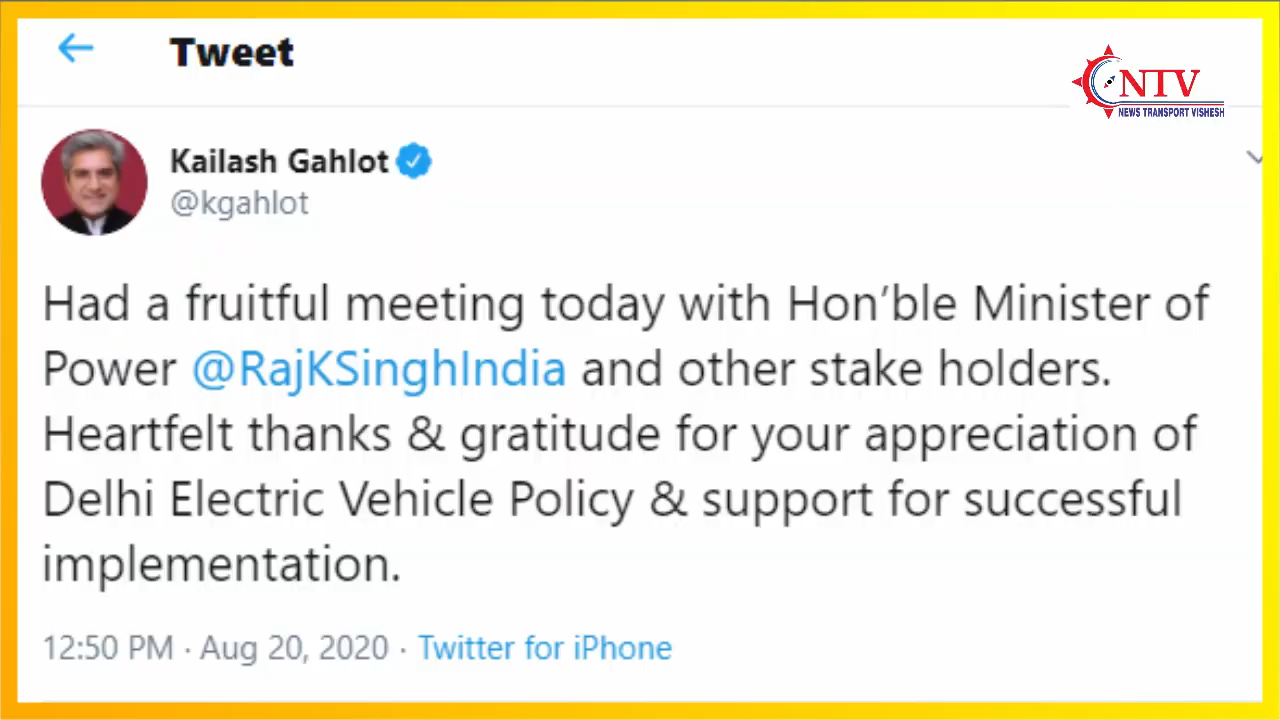 Tweet
NTV
NEWS TRANSPORT VISHESH
Kailash Gahlot
@kgahlot
Had a fruitful meeting today with Hon’ble Minister of
Power @RajKSinghIndia and other stake holders.
Heartfelt thanks & gratitude for your appreciation of
Delhi Electric Vehicle Policy & support for successful
implementation.
12:50 PM · Aug 20, 2020 · Twitter for iPhone